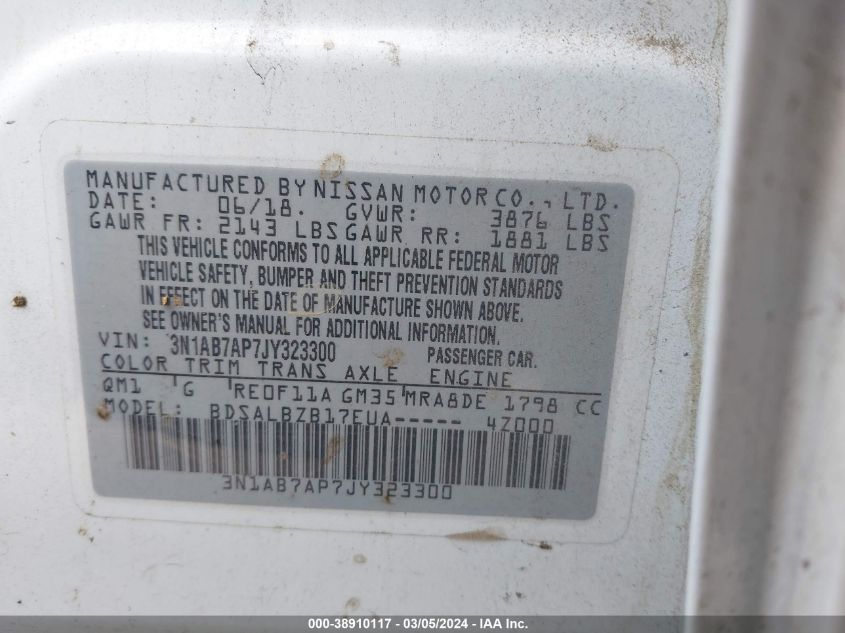 MANUFACTURED BY NISSAN MOTOR CO., LTD.
DATE: 06/18. GVWR: 3876 LBS
GAWR FR: 2143 LBS GAWR RR: 1881 LBS
THIS VEHICLE CONFORMS TO ALL APPLICABLE FEDERAL MOTOR
VEHICLE SAFETY, BUMPER AND THEFT PREVENTION STANDARDS
IN EFFECT ON THE DATE OF MANUFACTURE SHOWN ABOVE.
SEE OWNER'S MANUAL FOR ADDITIONAL INFORMATION.
VIN: 3N1AB7AP7JY323300 PASSENGER CAR.
COLOR TRIM TRANS AXLE ENGINE
QM1 G RE0F11A GM35 MRA8DE 1798 CC
MODEL: BDSALBZB17EUA----- 4Z000
3N1AB7AP7JY323300
000-38910117 - 03/05/2024 - IAA Inc.